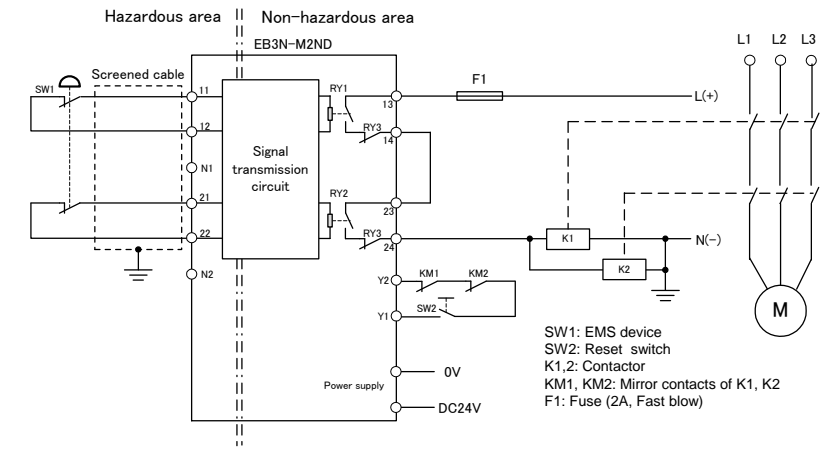 Hazardous area
Non-hazardous area
EB3N-M2ND
L1
L2
L3
Screened cable
SW1
11
12
N1
21
22
N2
Signal
transmission
circuit
RY1
13
RY3
14
RY2
23
RY3
24
F1
L(+)
K1
N(-)
K2
M
Y2
KM1
KM2
Y1
SW2
Power supply
0V
DC24V
SW1: EMS device
SW2: Reset switch
K1,2: Contactor
KM1, KM2: Mirror contacts of K1, K2
F1: Fuse (2A, Fast blow)